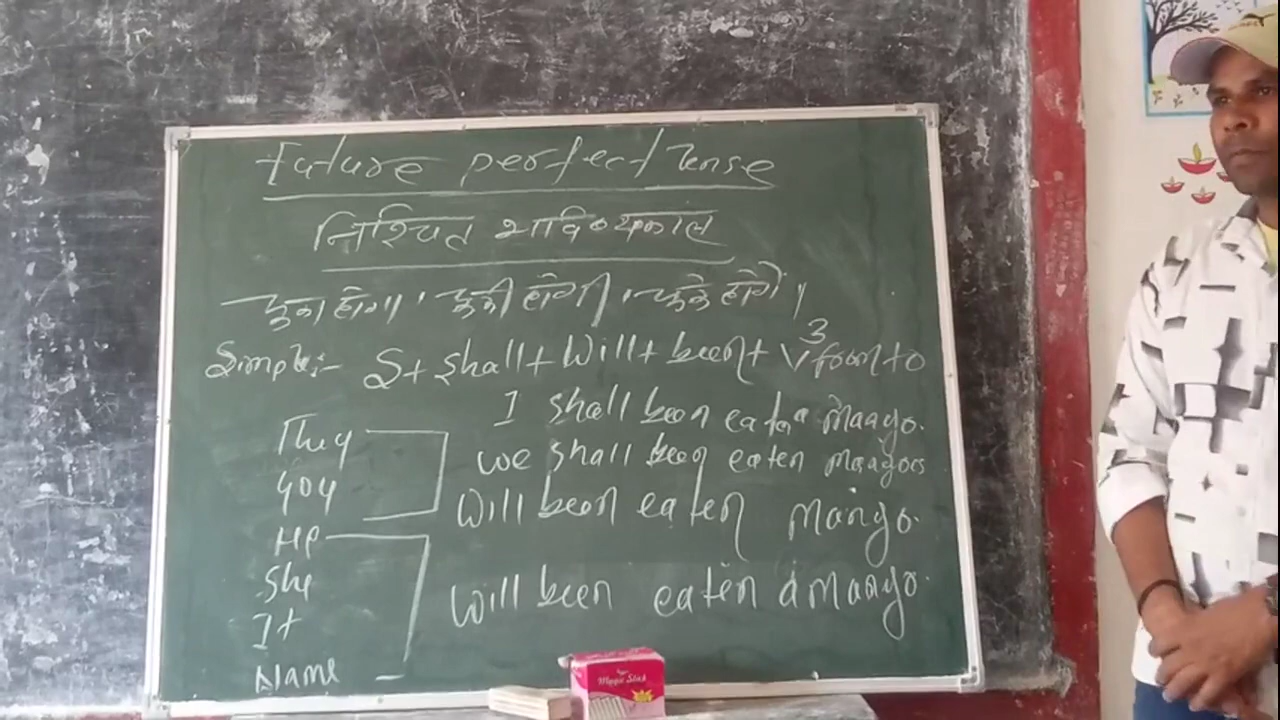 Future perfect tense
निश्चित भविष्यकाल
चुका होगा, चुकी होगी, चुके होंगे।
Simple:- S+ shall+ Will+ been+ V3 form+o
I shall been eaten a mango.
They
we shall been eaten mangoes
You
Will been eaten mango.
He
She
Will been eaten a mango.
It
Name